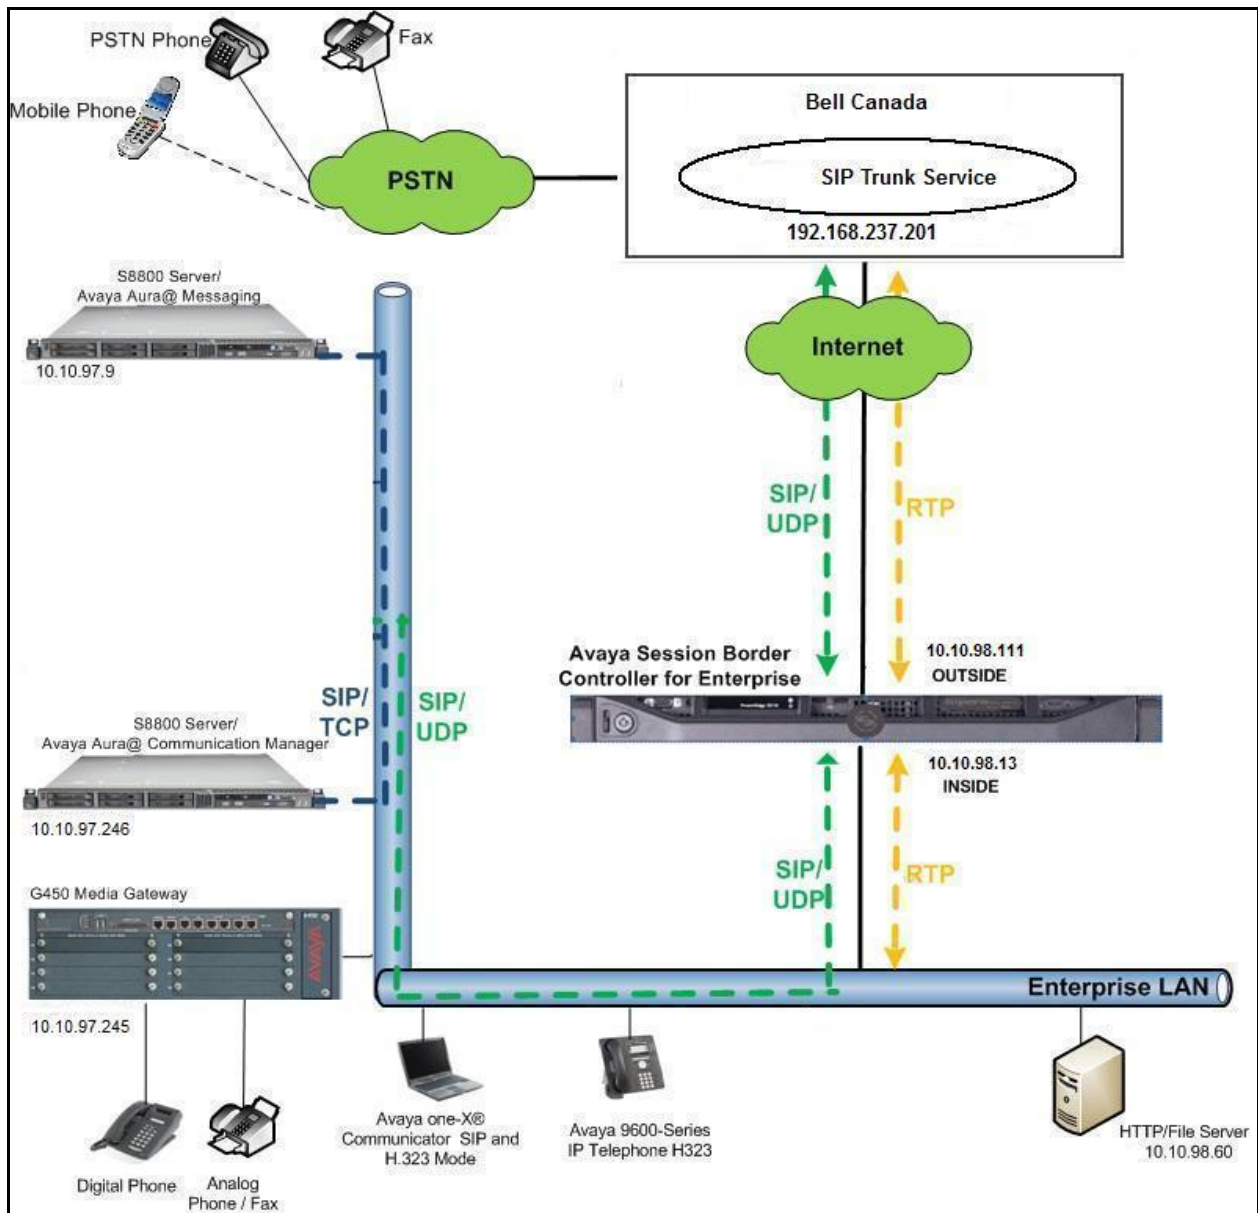 PSTN Phone
Fax
Mobile Phone
PSTN
Bell Canada
SIP Trunk Service
192.168.237.201
S8800 Server/
Avaya Aura@ Messaging
10.10.97.9
Internet
SIP/
UDP
RTP
Avaya Session Border
Controller for Enterprise
10.10.98.111
OUTSIDE
SIP/
TCP
SIP/
UDP
S8800 Server/
Avaya Aura@ Communication Manager
10.10.97.246
10.10.98.13
INSIDE
SIP/
UDP
RTP
G450 Media Gateway
AVAYA
10.10.97.245
Enterprise LAN
Digital Phone
Analog
Phone / Fax
Avaya one-X®
Communicator SIP and
H.323 Mode
Avaya 9600-Series
IP Telephone H323
HTTP/File Server
10.10.98.60